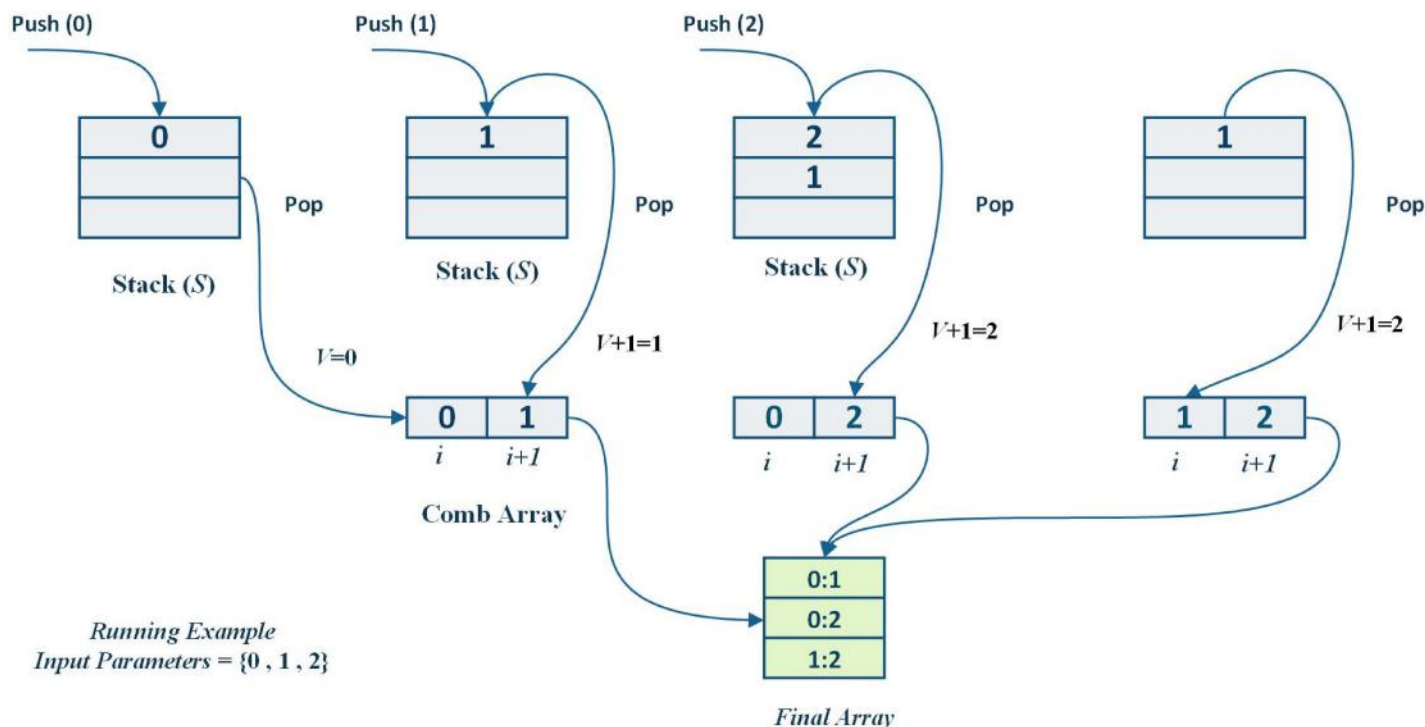 Push (0)
Push (1)
Push (2)
0
1
2
1
1
Pop
Pop
Pop
Pop
Stack (S)
Stack (S)
Stack (S)
V=0
V+1=1
V+1=2
V+1=2
0 1
0 2
1 2
i i+1
i i+1
i i+1
Comb Array
0:1
0:2
1:2
Running Example
Input Parameters = {0 , 1 , 2}
Final Array